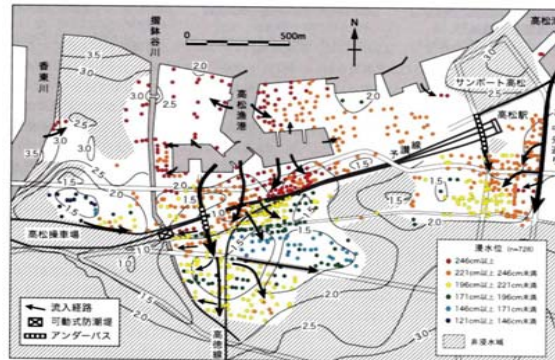 摺鉢谷川
香東川
0 500m
N
高松
サンポート高松
高松漁港
高松駅
予讃線
高松操車場
高徳線
流入経路
可動式防潮堤
アンダーパス
浸水位 (n=728)
246cm以上
221cm以上 246cm未満
196cm以上 221cm未満
171cm以上 196cm未満
146cm以上 171cm未満
121cm以上 146cm未満
非浸水域
3.5
3.0
2.5
2.0
1.5
1.0